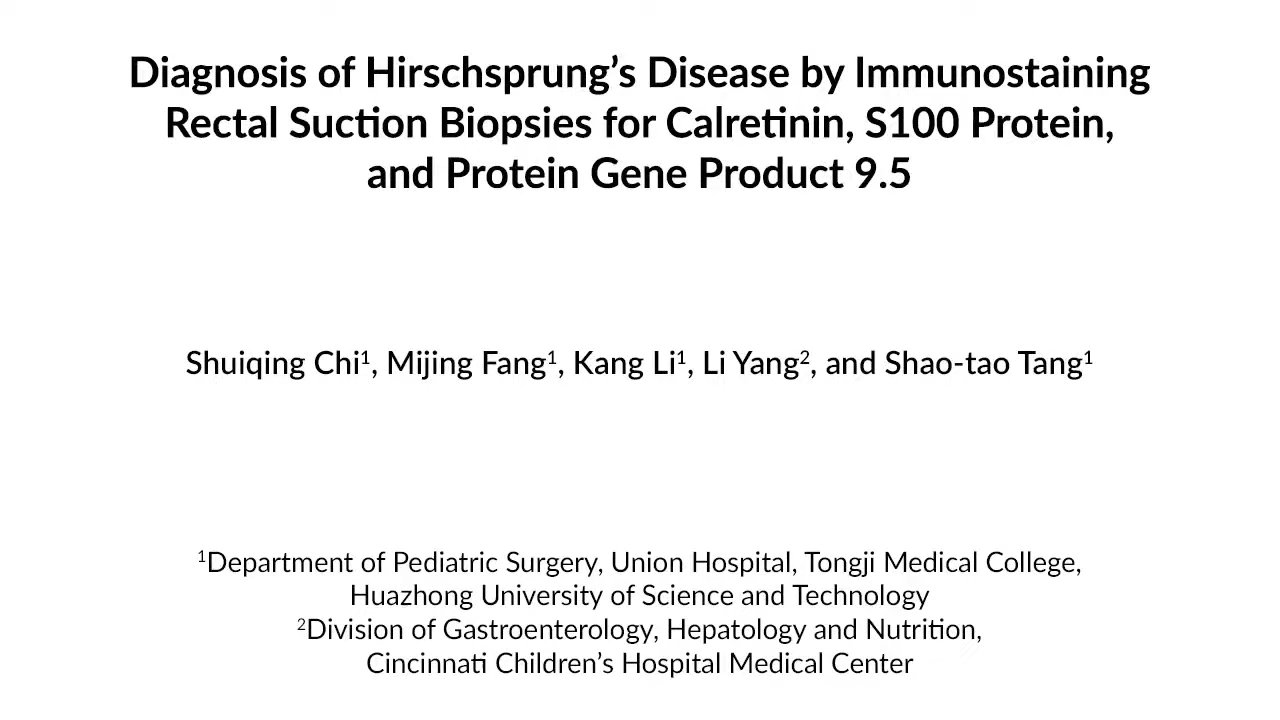 Diagnosis of Hirschsprung’s Disease by Immunostaining
Rectal Suction Biopsies for Calretinin, S100 Protein,
and Protein Gene Product 9.5
Shuiqing Chi¹, Mijing Fang¹, Kang Li¹, Li Yang², and Shao-tao Tang¹
¹Department of Pediatric Surgery, Union Hospital, Tongji Medical College,
Huazhong University of Science and Technology
²Division of Gastroenterology, Hepatology and Nutrition,
Cincinnati Children’s Hospital Medical Center